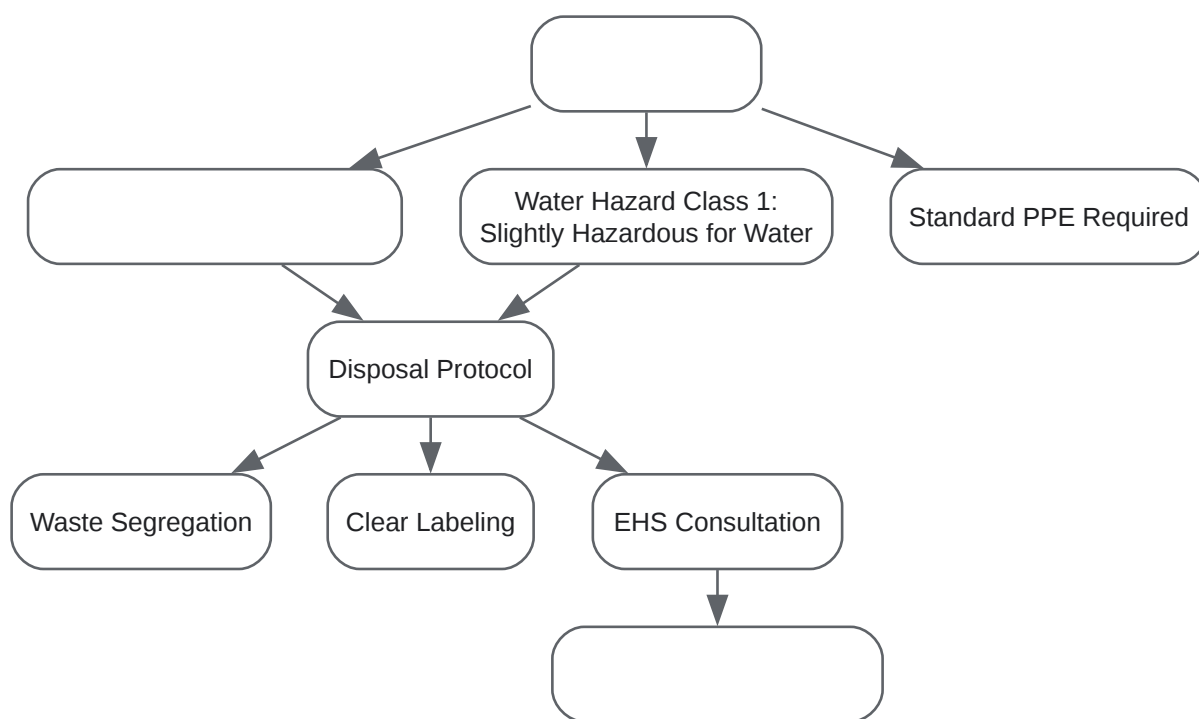 Water Hazard Class 1:
Slightly Hazardous for Water
Standard PPE Required
Disposal Protocol
Waste Segregation
Clear Labeling
EHS Consultation